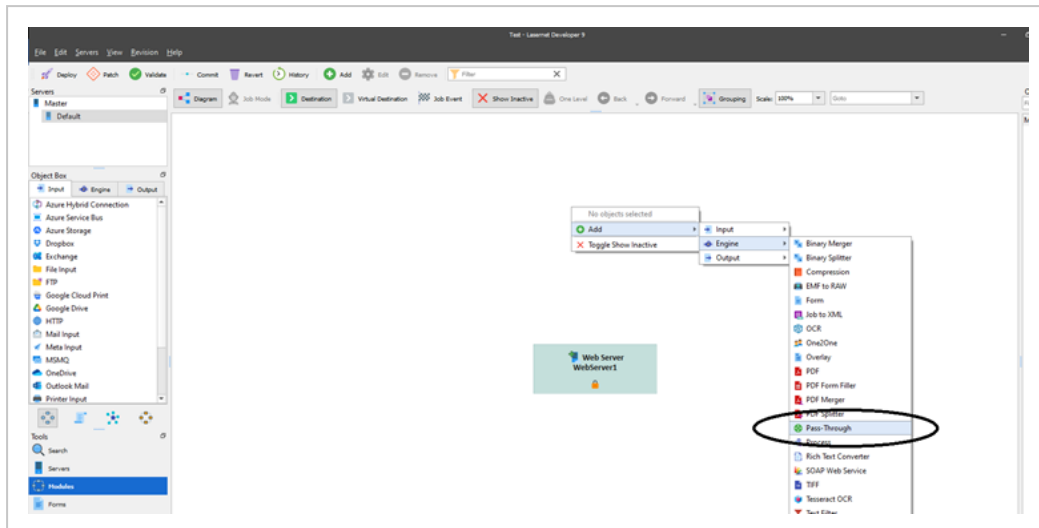 Test - Lasernet Developer 9
File Edit Servers View Revision Help
Deploy Patch Validate Commit Revert History Add Edit Remove Filter
Servers
Master
Default
Diagram Job Mode Destination Virtual Destination Job Event Show Inactive One Level Back Forward Grouping Scale: 100% Goto
Object Box
Input Engine Output
Azure Hybrid Connection
Azure Service Bus
Azure Storage
Dropbox
Exchange
File Input
FTP
Google Cloud Print
Google Drive
HTTP
Mail Input
Meta Input
MSMQ
OneDrive
Outlook Mail
Printer Input
Tools
Search
Servers
Modules
Forms
No objects selected
Add
Toggle Show Inactive
Input
Engine
Output
Binary Merger
Binary Splitter
Compression
EMF to RAW
Form
Job to XML
OCR
One2One
Overlay
PDF
PDF Form Filler
PDF Merger
PDF Splitter
Pass-Through
Process
Rich Text Converter
SOAP Web Service
TIFF
Tesseract OCR
Text Filter
Web Server
WebServer1